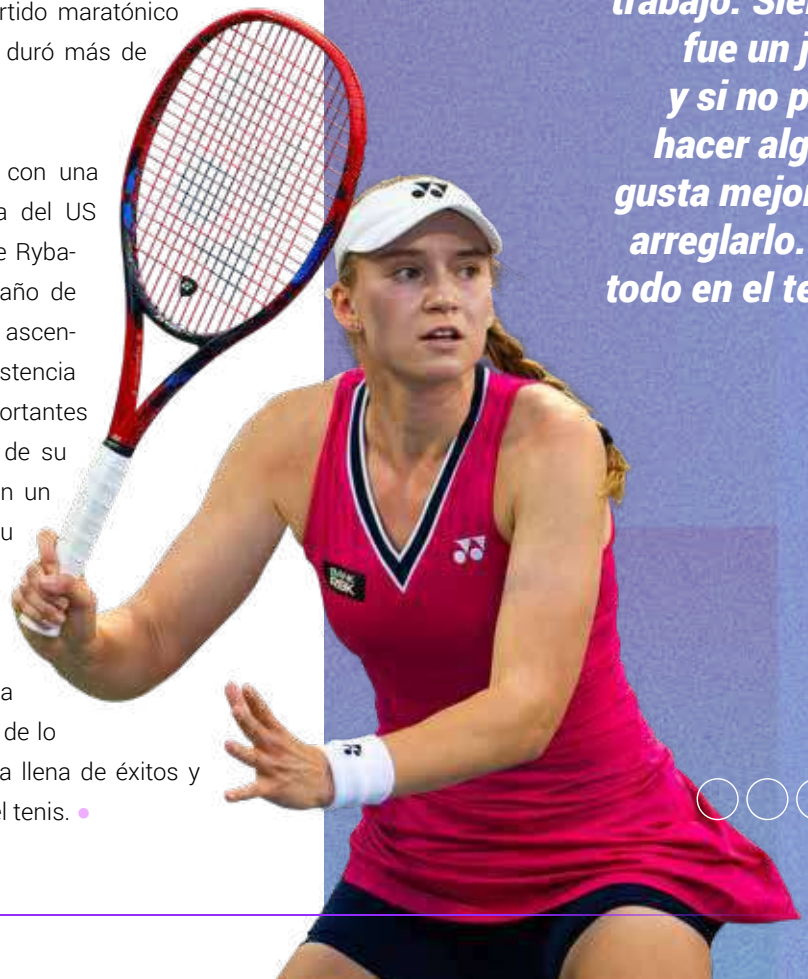 rtido maratónico
duró más de
con una
a del US
e Ryba-
año de
ascen-
stencia
ortantes
de su
n un
u
a
de lo
a llena de éxitos y
el tenis.
trabajo. Sie
fue un j
y si no p
hacer alg
gusta mejo
arreglarlo.
todo en el te
BANK
RBK